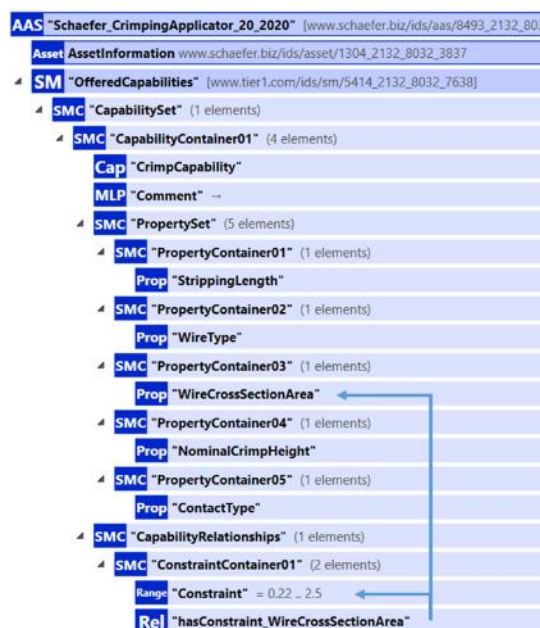 AAS "Schaefer_CrimpingApplicator_20_2020" [www.schaefer.biz/ids/aas/8493_2132_803
Asset AssetInformation www.schaefer.biz/ids/asset/1304_2132_8032_3837
SM "OfferedCapabilities" [www.tier1.com/ids/sm/5414_2132_8032_7638]
SMC "CapabilitySet" (1 elements)
SMC "CapabilityContainer01" (4 elements)
Cap "CrimpCapability"
MLP "Comment" →
SMC "PropertySet" (5 elements)
SMC "PropertyContainer01" (1 elements)
Prop "StrippingLength"
SMC "PropertyContainer02" (1 elements)
Prop "WireType"
SMC "PropertyContainer03" (1 elements)
Prop "WireCrossSectionArea"
SMC "PropertyContainer04" (1 elements)
Prop "NominalCrimpHeight"
SMC "PropertyContainer05" (1 elements)
Prop "ContactType"
SMC "CapabilityRelationships" (1 elements)
SMC "ConstraintContainer01" (2 elements)
Range "Constraint" = 0.22 .. 2.5
Rel "hasConstraint_WireCrossSectionArea"